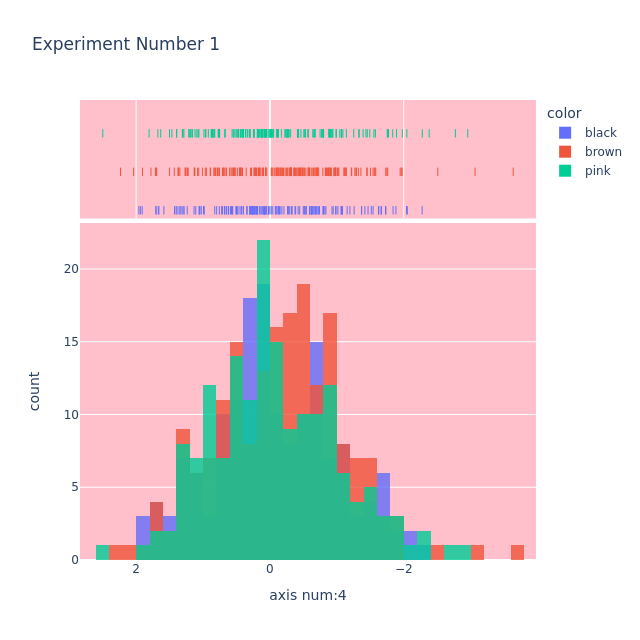 Experiment Number 1
color
black
brown
pink
20
15
10
5
0
count
2
0
−2
axis num:4